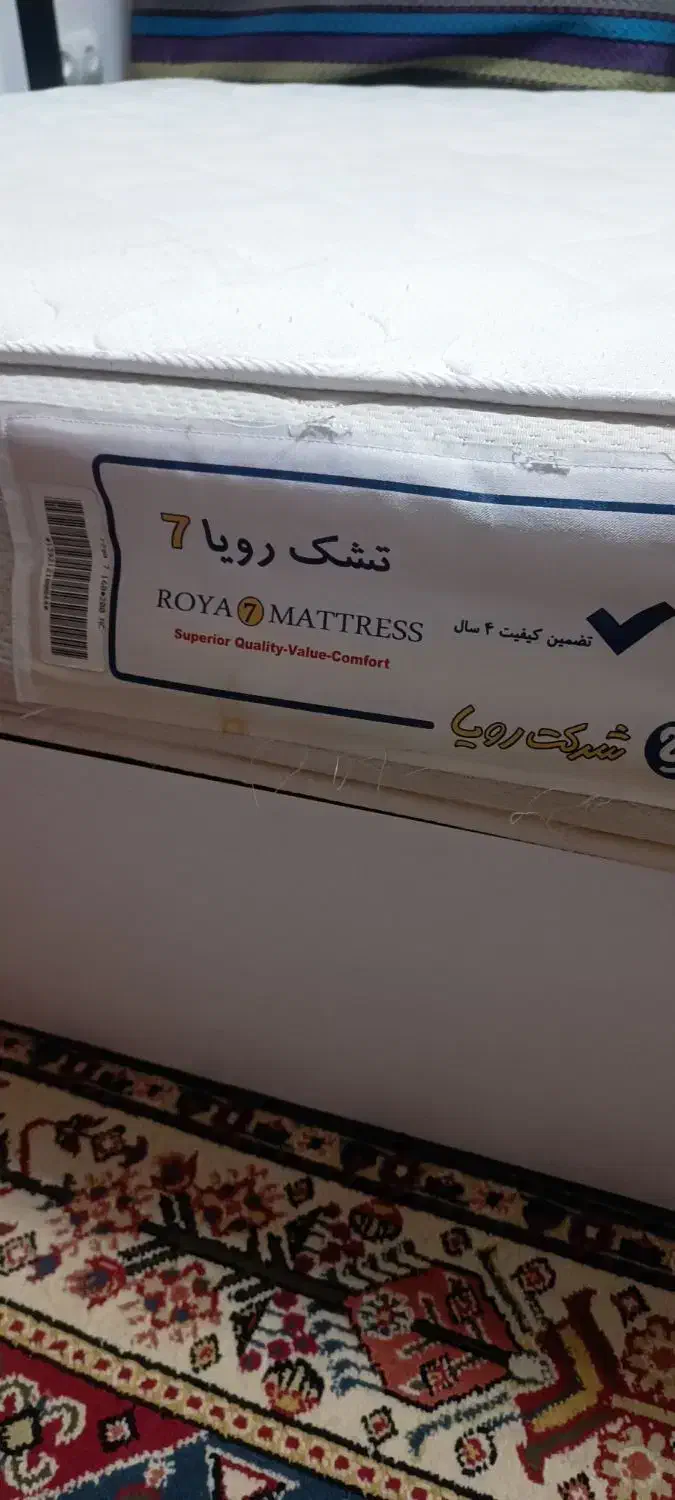 تشک رویا 7
ROYA 7 MATTRESS
Superior Quality-Value-Comfort
تضمین کیفیت ۴ سال
شرکت رویا